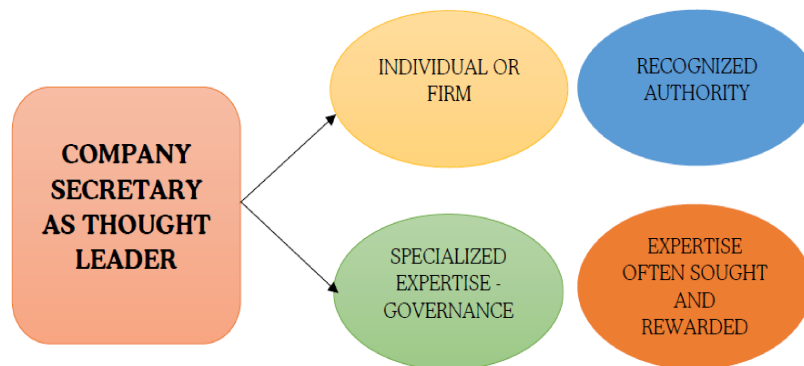 COMPANY
SECRETARY
AS THOUGHT
LEADER
INDIVIDUAL OR
FIRM
RECOGNIZED
AUTHORITY
SPECIALIZED
EXPERTISE -
GOVERNANCE
EXPERTISE
OFTEN SOUGHT
AND
REWARDED